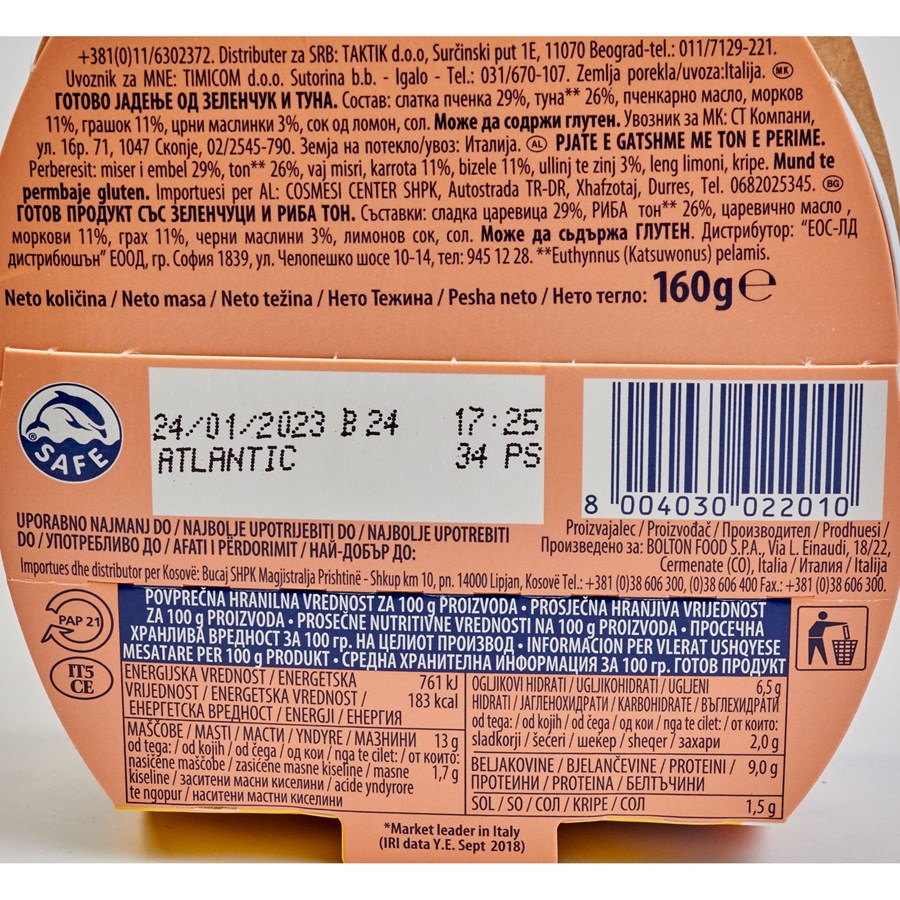 +381(0)11/6302372. Distributer za SRB: TAKTIK d.o.o, Surčinski put 1E, 11070 Beograd-tel.: 011/7129-221.
Uvoznik za MNE: TIMICOM d.o.o. Sutorina b.b. - Igalo - Tel.: 031/670-107. Zemlja porekla/uvoza:Italija. MK
ГОТОВО ЈАДЕЊЕ ОД ЗЕЛЕНЧУК И ТУНА. Состав: слатка пченка 29%, туна** 26%, пченкарно масло, морков
11%, грашок 11%, црни маслинки 3%, сок од ломон, сол. Може да содржи глутен. Увозник за МК: СТ Компани,
ул. 16р. 71, 1047 Скопје, 02/2545-790. Земја на потекло/увоз: Италија. AL PJATE E GATSHME ME TON E PERIME.
Perberesit: miser i embel 29%, ton** 26%, vaj misri, karrota 11%, bizele 11%, ullinj te zinj 3%, leng limoni, kripe. Mund te
permbaje gluten. Importuesi per AL: COSMESI CENTER SHPK, Autostrada TR-DR, Xhafzotaj, Durres, Tel. 0682025345. BG
ГОТОВ ПРОДУКТ СЪС ЗЕЛЕНЧУЦИ И РИБА ТОН. Съставки: сладка царевица 29%, РИБА тон** 26%, царевично масло ,
моркови 11%, грах 11%, черни маслини 3%, лимонов сок, сол. Може да сьдържа ГЛУТЕН. Дистрибутор: "ЕОС-ЛД
дистрибюшън" ЕООД, гр. София 1839, ул. Челопешко шосе 10-14, тел: 945 12 28. **Euthynnus (Katsuwonus) pelamis.
Neto količina / Neto masa / Neto težina / Нето Тежина / Pesha neto / Нето тегло: 160g e
SAFE ®
24/01/2023 B 24 17:25
ATLANTIC 34 PS
8 004030 022010
UPORABNO NAJMANJ DO / NAJBOLJE UPOTRIJEBITI DO / NAJBOLJE UPOTREBITI
DO / УПОТРЕБЛИВО ДО / AFATI I PËRDORIMIT / НАЙ-ДОБЪР ДО:
Proizvajalec / Proizvođač / Производител / Prodhuesi /
Произведено за: BOLTON FOOD S.P.A., Via L. Einaudi, 18/22,
Cermenate (CO), Italia / Италия / Italija
Importues dhe distributor per Kosovë: Bucaj SHPK Magjistralja Prishtinë - Shkup km 10, pn. 14000 Lipjan, Kosovë Tel.: +381 (0)38 606 300, (0)38 606 400 Fax.: +381 (0)38 606 300.
PAP 21
IT5
CE
POVPREČNA HRANILNA VREDNOST ZA 100 g PROIZVODA • PROSJEČNA HRANJIVA VRIJEDNOST
ZA 100 g PROIZVODA • PROSEČNE NUTRITIVNE VREDNOSTI NA 100 g PROIZVODA • ПРОСЕЧНА
ХРАНЛИВА ВРЕДНОСТ ЗА 100 гр. НА ЦЕЛИОТ ПРОИЗВОД • INFORMACION PER VLERAT USHQYESE
MESATARE PER 100 g PRODUKT • СРЕДНА ХРАНИТЕЛНА ИНФОРМАЦИЯ ЗА 100 гр. ГОТОВ ПРОДУКТ
ENERGIJSKA VREDNOST / ENERGETSKA 761 kJ
VRIJEDNOST / ENERGETSKA VREDNOST / 183 kcal
ЕНЕРГЕТСКА ВРЕДНОСТ / ENERGJI / ЕНЕРГИЯ
MAŠČOBE / MASTI / МАСТИ / YNDYRE / МАЗНИНИ 13 g
od tega: / od kojih / od čega / од кои / nga te cilet: / от които:
nasičene maščobe / zasićene masne kiseline / masne 1,7 g
kiseline / заситени масни киселини / acide yndyrore
te ngopur / наситени мастни киселини
OGLJIKOVI HIDRATI / UGLJIKOHIDRATI / UGLJENI 6,5 g
HIDRATI / ЈАГЛЕНОХИДРАТИ / KARBOHIDRATE / ВЪГЛЕХИДРАТИ
od tega: / od kojih / od čega / од кои / nga te cilet: / от които:
sladkorji / šećeri / шеќер / sheqer / захари 2,0 g
BELJAKOVINE / BJELANČEVINE / PROTEINI / 9,0 g
ПРОТЕИНИ / PROTEINA / БЕЛТЪЧИНИ
SOL / SO / СОЛ / KRIPE / СОЛ 1,5 g
*Market leader in Italy
(IRI data Y.E. Sept 2018)